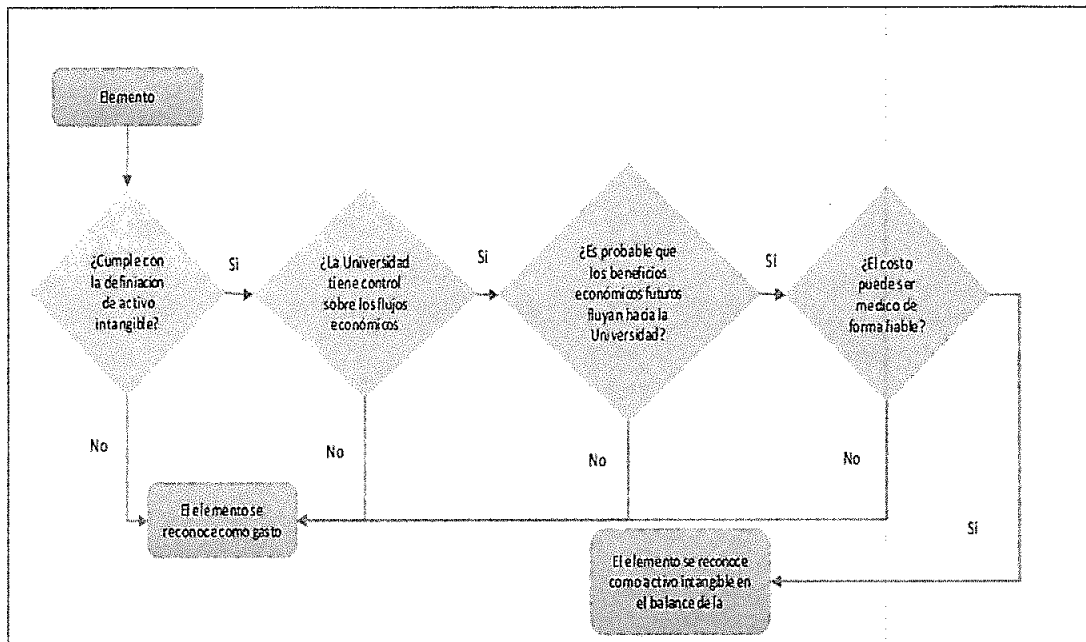 Elemento
¿Cumple con
la definiacion
de activo
intangible?
Si
¿La Universidad
tiene control
sobre los flujos
económicos
Si
¿Es probable que
los beneficios
económicos futuros
fluyan hacia la
Universidad?
Si
¿El costo
puede ser
medico de
forma fiable?
No
No
No
No
Si
El elemento se
reconoce como gasto
El elemento se reconoce
como activo intangible en
el balance de la